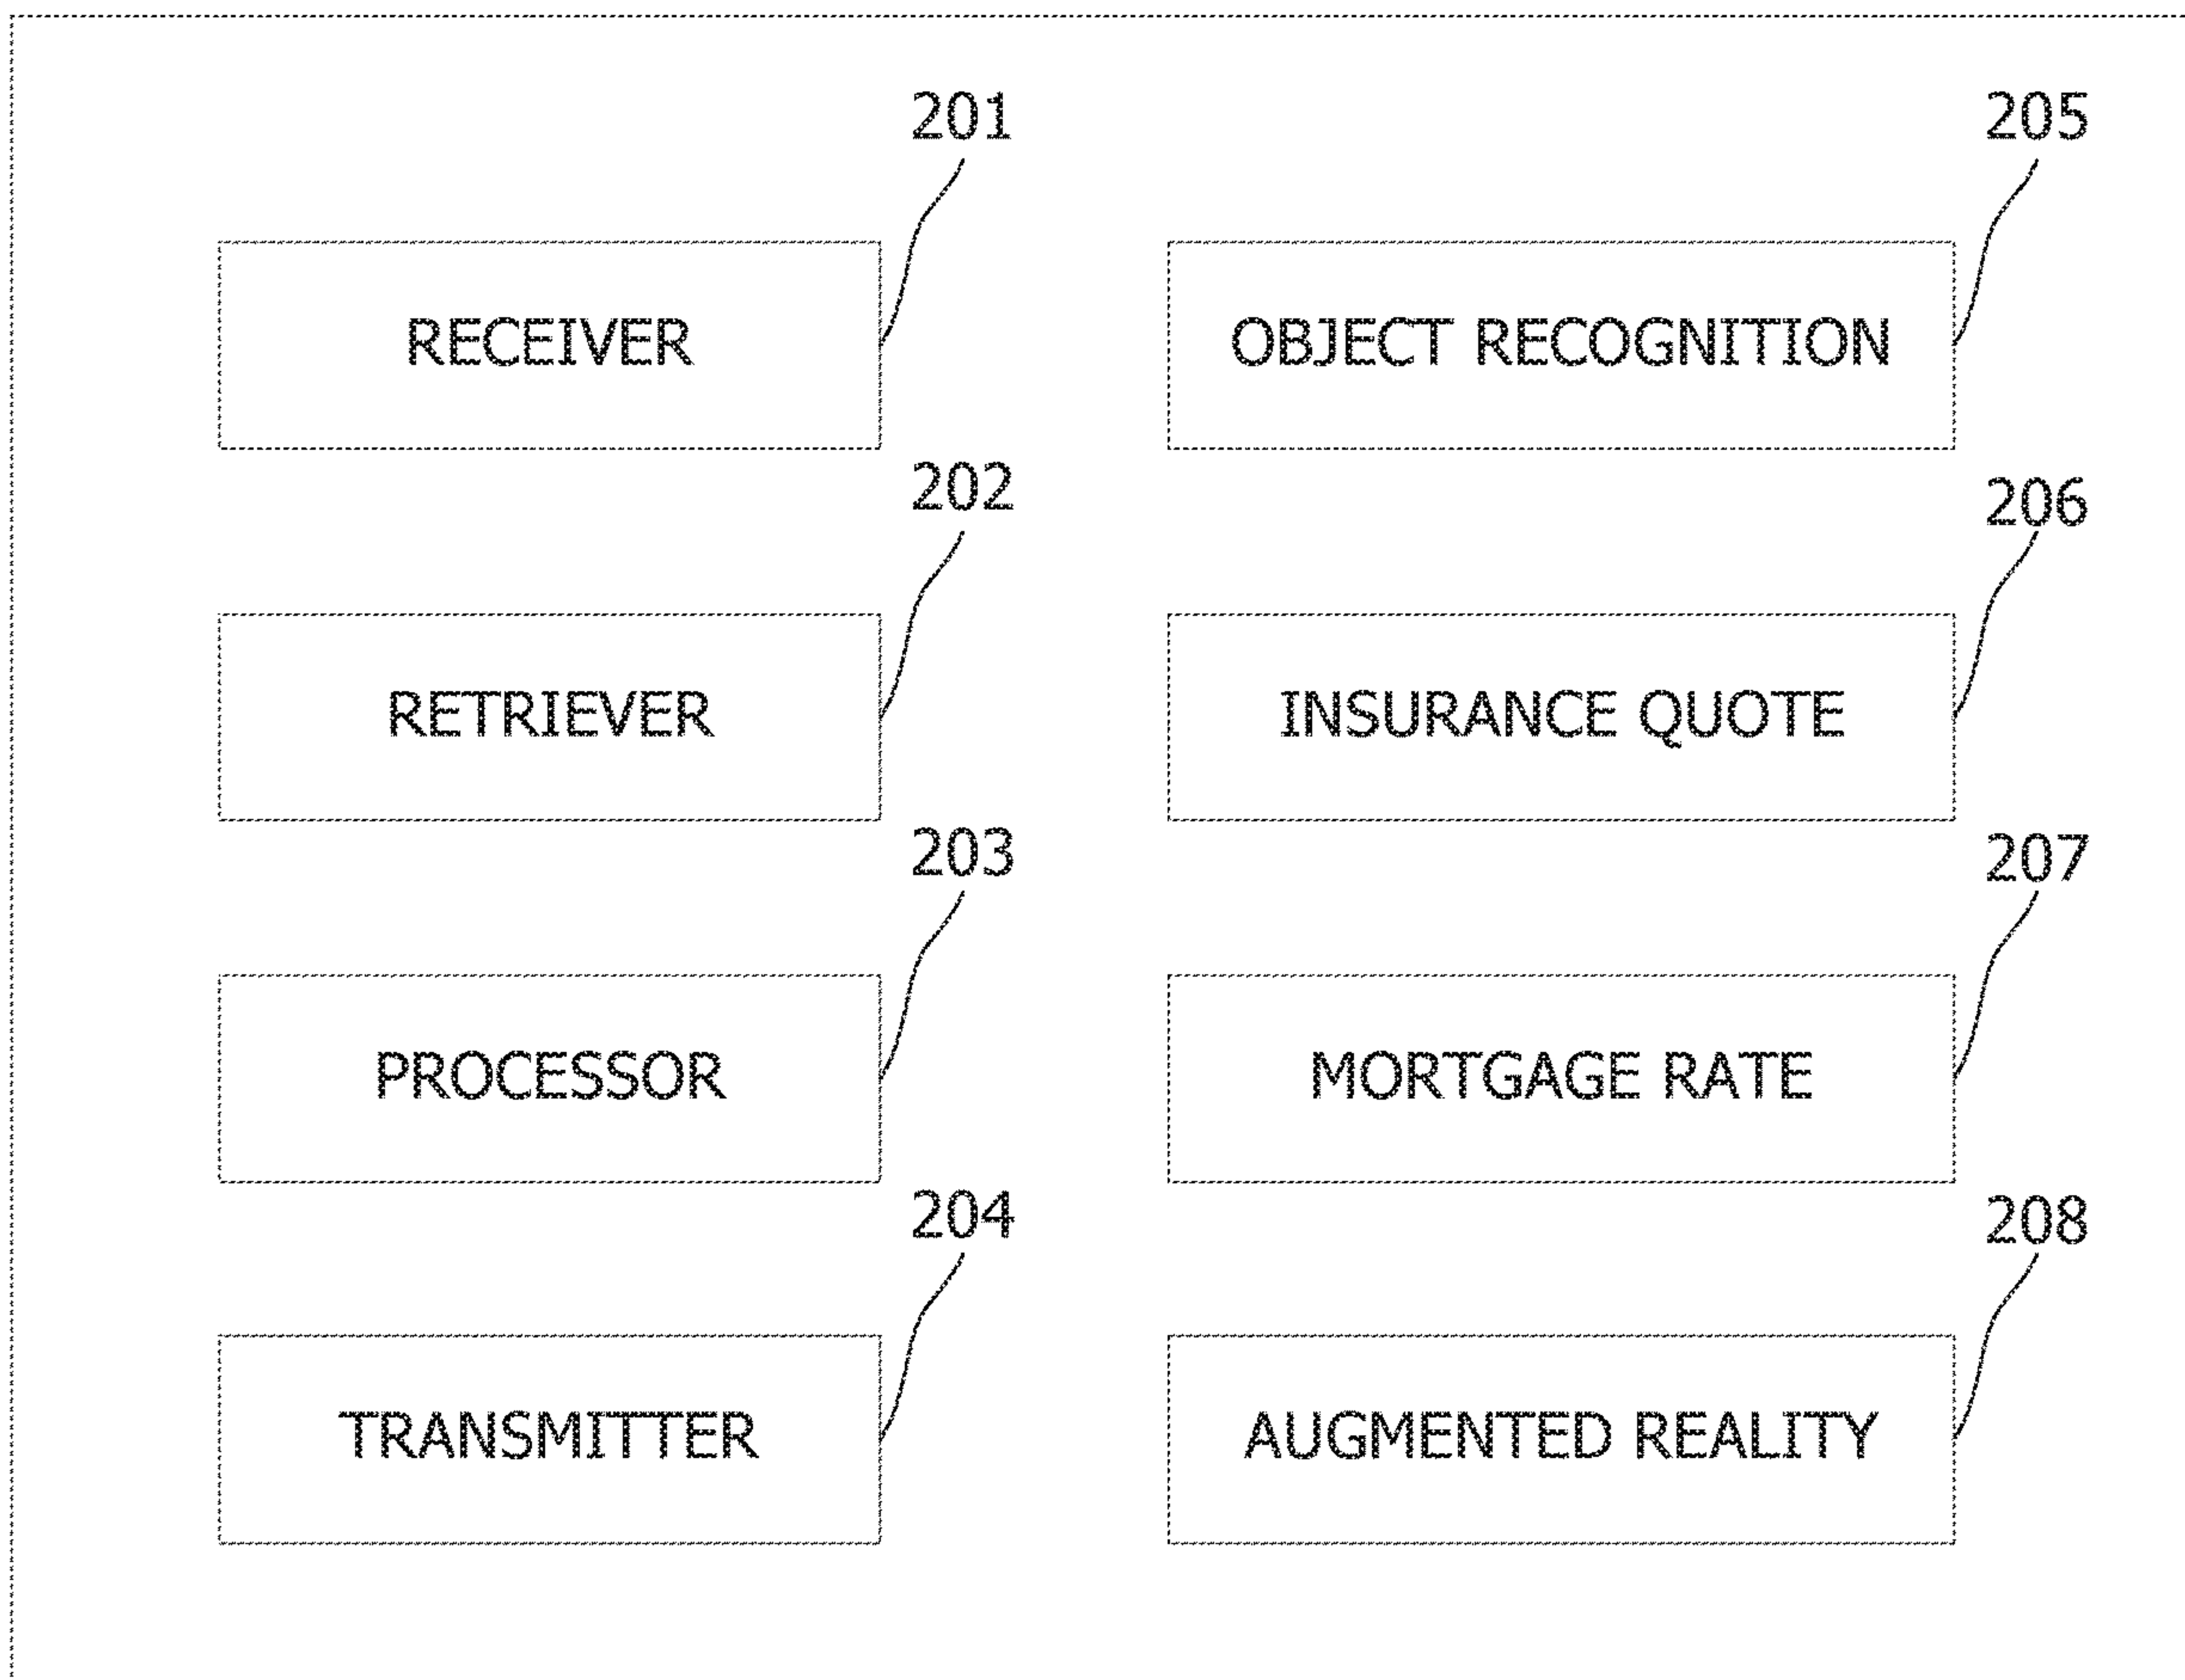 201
RECEIVER
202
RETRIEVER
203
PROCESSOR
204
TRANSMITTER
205
OBJECT RECOGNITION
206
INSURANCE QUOTE
207
MORTGAGE RATE
208
AUGMENTED REALITY